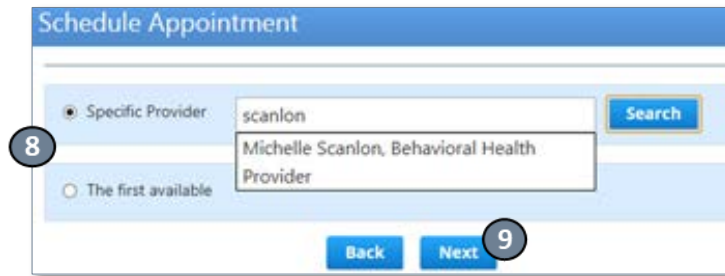 Schedule Appointment
Specific Provider scanlon Search
8
Michelle Scanlon, Behavioral Health
Provider
The first available
Back Next 9